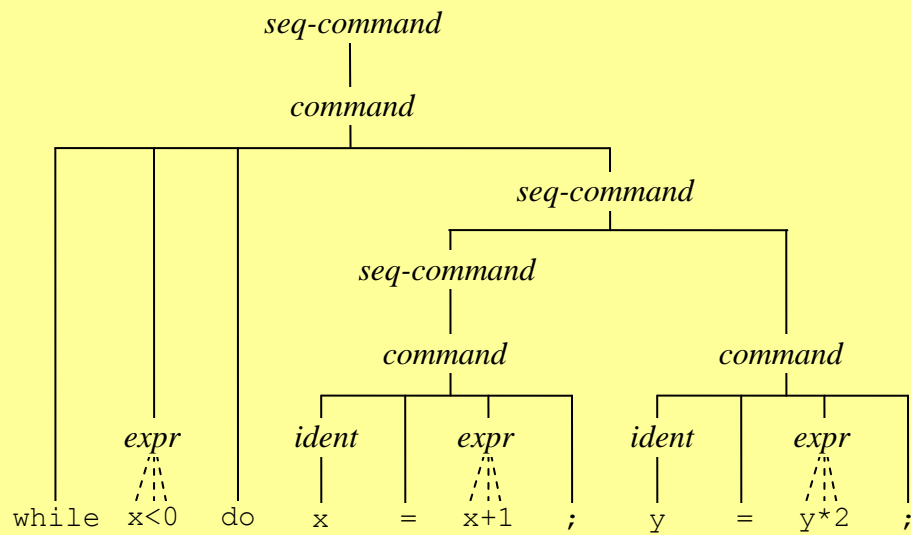 seq-command
command
seq-command
seq-command
command command
expr ident expr ident expr
while x<0 do x = x+1 ; y = y*2 ;